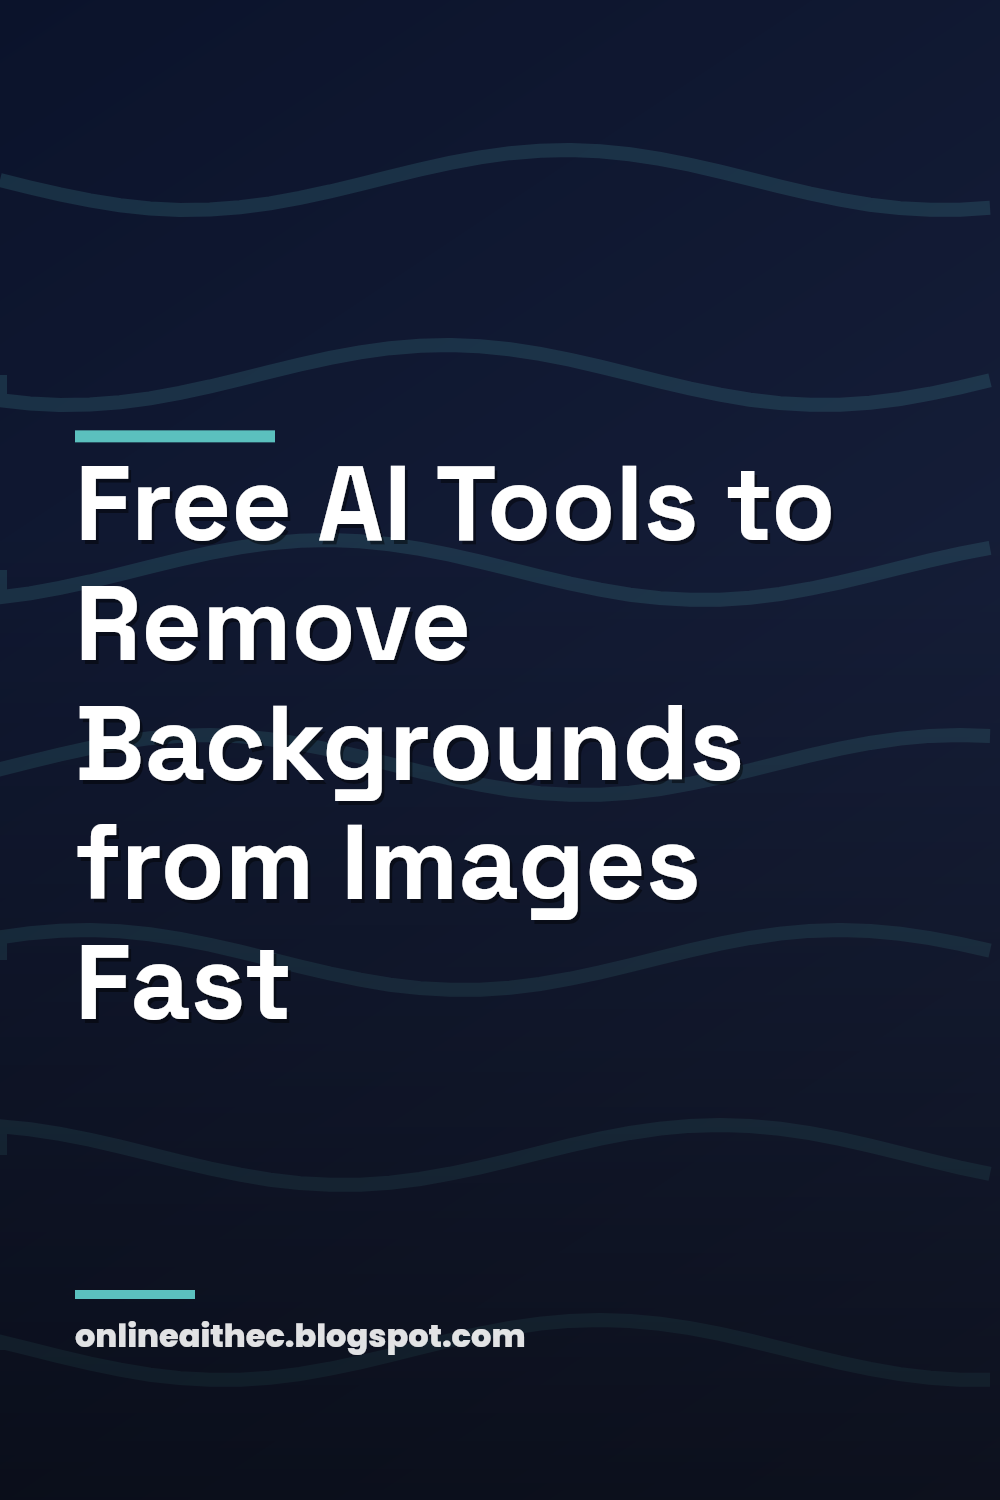 Free AI Tools to
Remove
Backgrounds
from Images
Fast
onlineaithec.blogspot.com